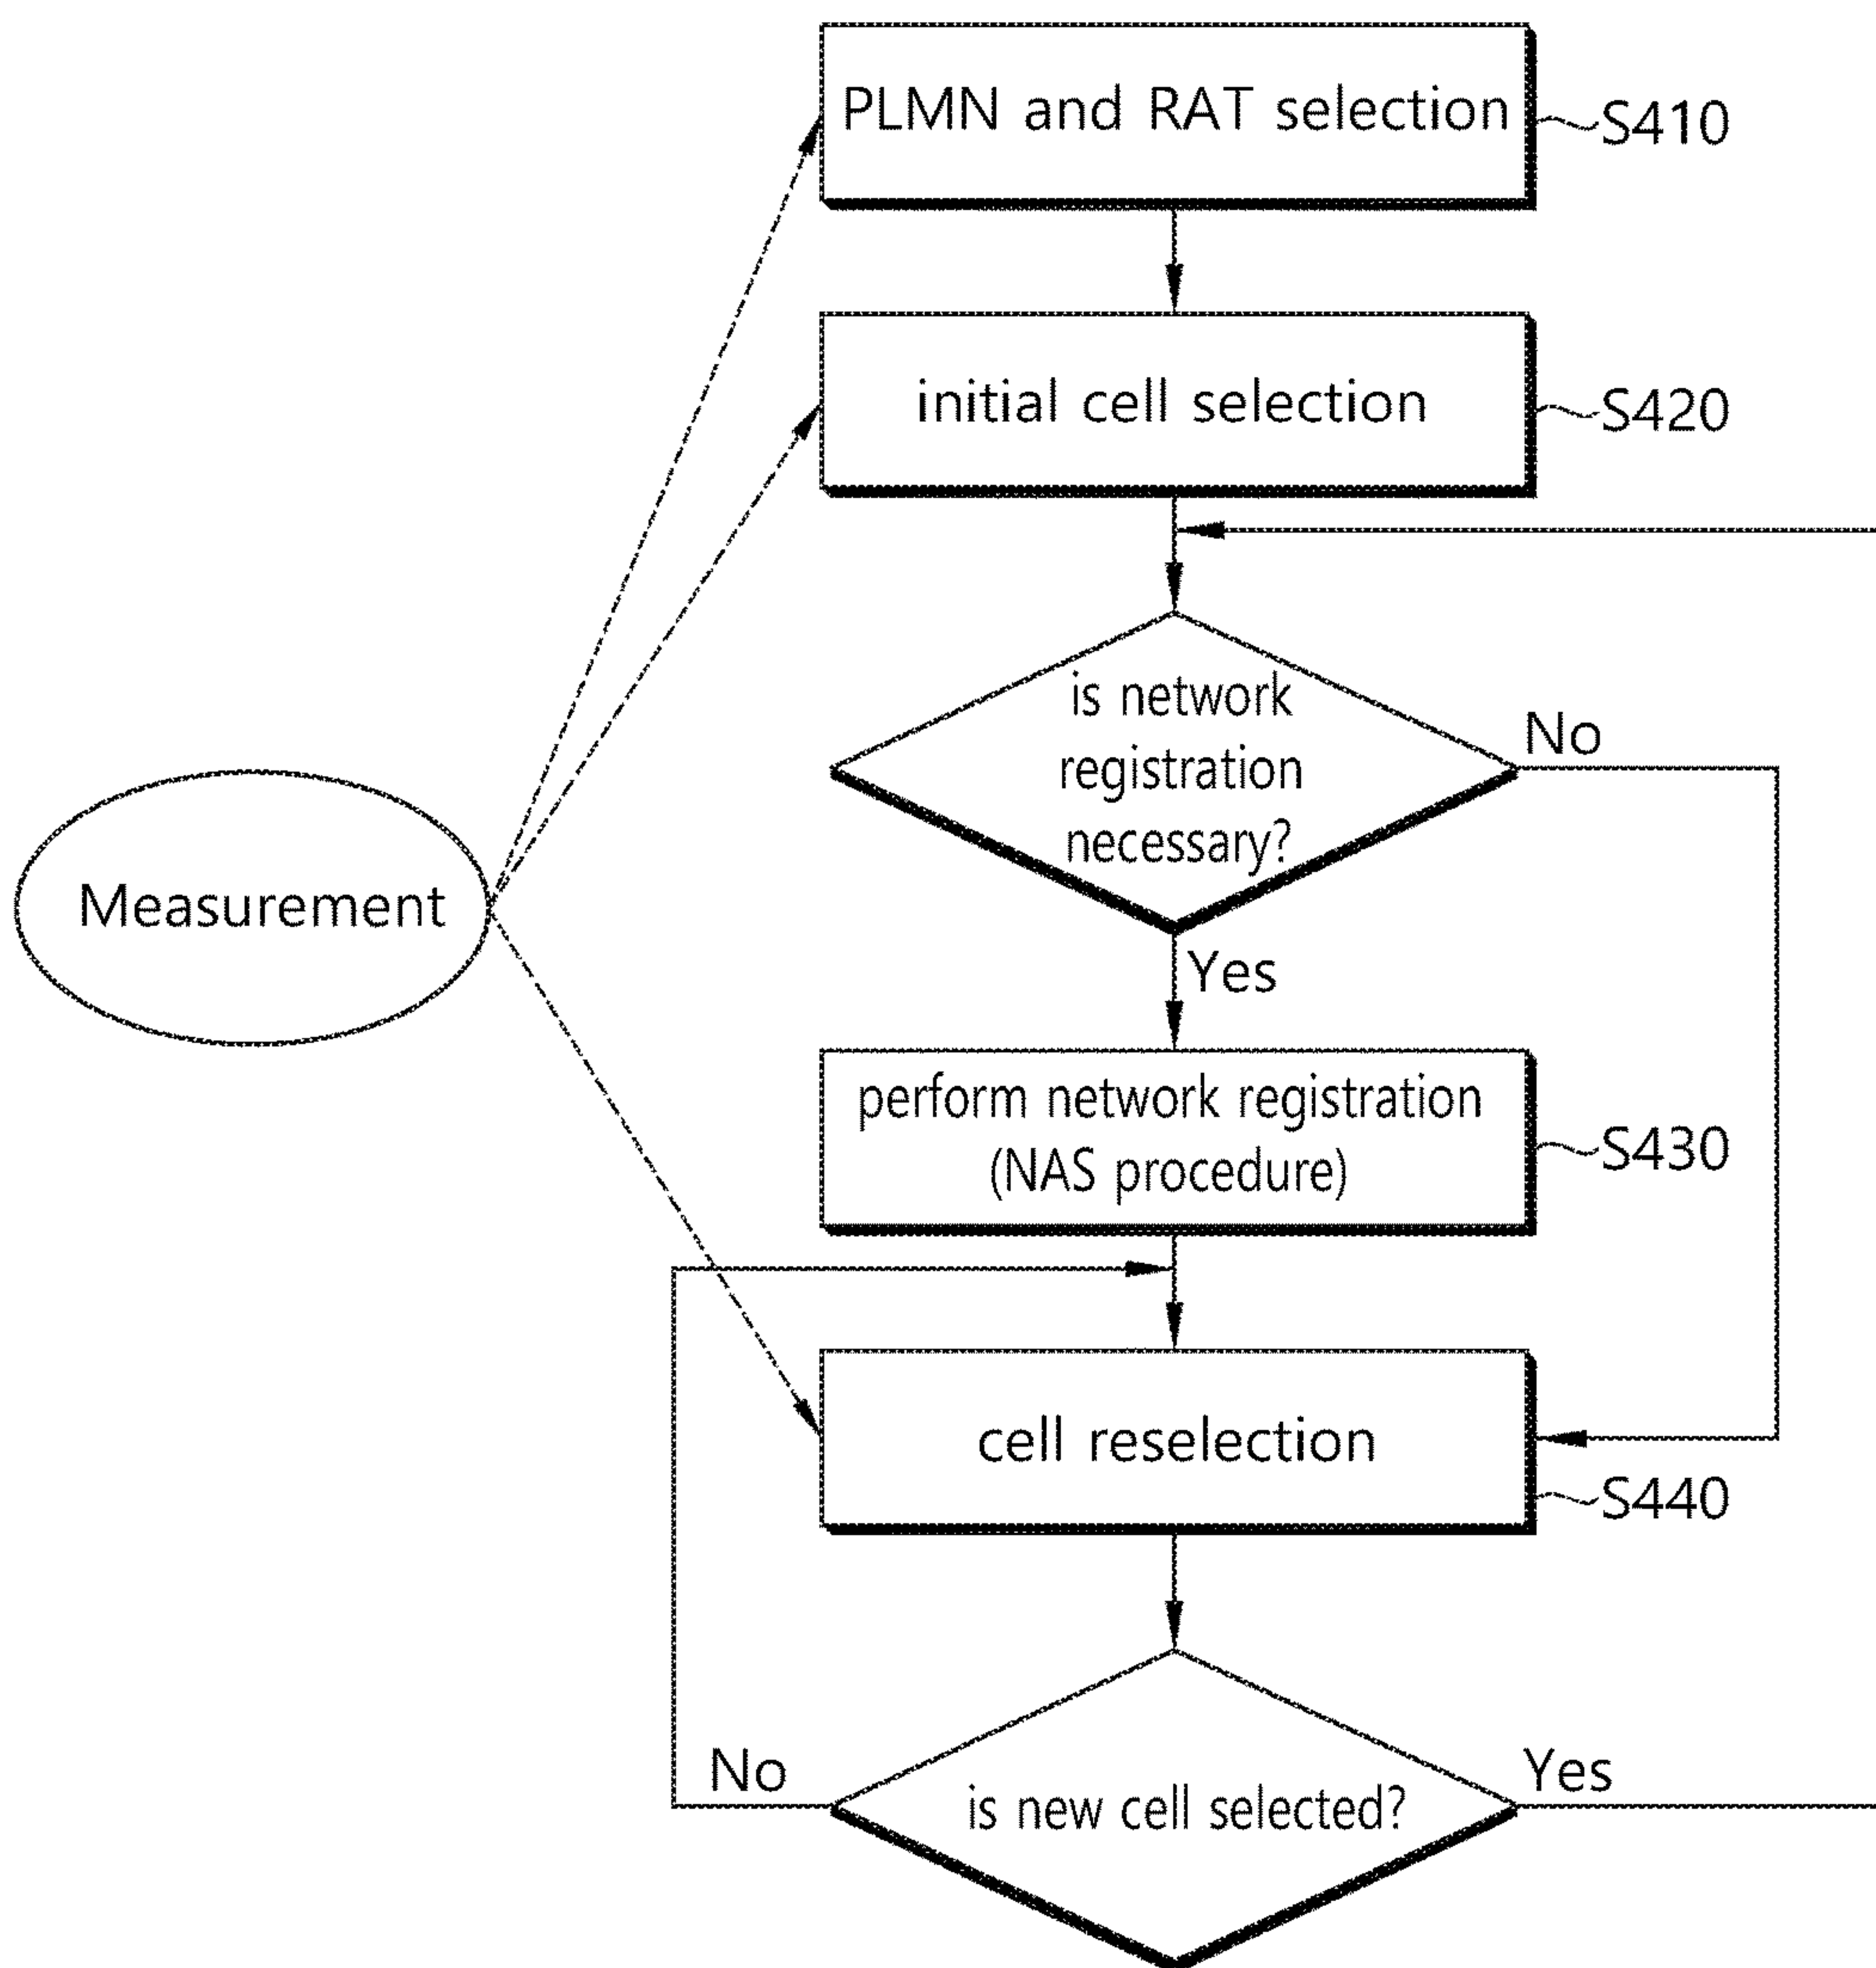 PLMN and RAT selection
S410
initial cell selection
S420
is network
registration
necessary?
No
Measurement
Yes
perform network registration
(NAS procedure)
S430
cell reselection
S440
No
is new cell selected?
Yes